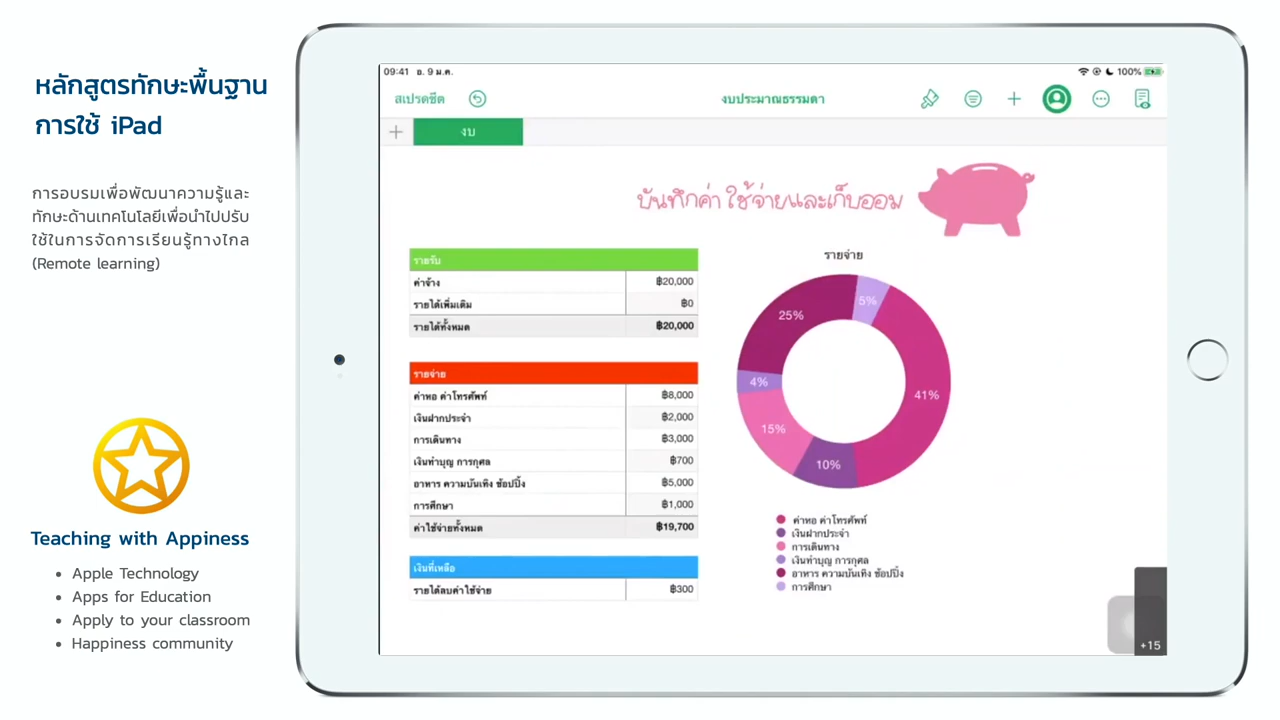 หลักสูตรทักษะพื้นฐาน
การใช้ iPad
การอบรมเพื่อพัฒนาความรู้และ
ทักษะด้านเทคโนโลยีเพื่อนำไปปรับ
ใช้ในการจัดการเรียนรู้ทางไกล
(Remote learning)
Teaching with Appiness
Apple Technology
Apps for Education
Apply to your classroom
Happiness community
09:41 อ. 9 ม.ค.
100%
สเปรดชีต
งบประมาณธรรมดา
งบ
บันทึกค่าใช้จ่ายและเก็บออม
รายรับ
ค่าจ้าง ฿20,000
รายได้เพิ่มเติม ฿0
รายได้ทั้งหมด ฿20,000
รายจ่าย
ค่าหอ ค่าโทรศัพท์ ฿8,000
เงินฝากประจำ ฿2,000
การเดินทาง ฿3,000
เงินทำบุญ การกุศล ฿700
อาหาร ความบันเทิง ช้อปปิ้ง ฿5,000
การศึกษา ฿1,000
ค่าใช้จ่ายทั้งหมด ฿19,700
เงินที่เหลือ
รายได้ลบค่าใช้จ่าย ฿300
รายจ่าย
5%
25%
41%
4%
15%
10%
ค่าหอ ค่าโทรศัพท์
เงินฝากประจำ
การเดินทาง
เงินทำบุญ การกุศล
อาหาร ความบันเทิง ช้อปปิ้ง
การศึกษา
+15